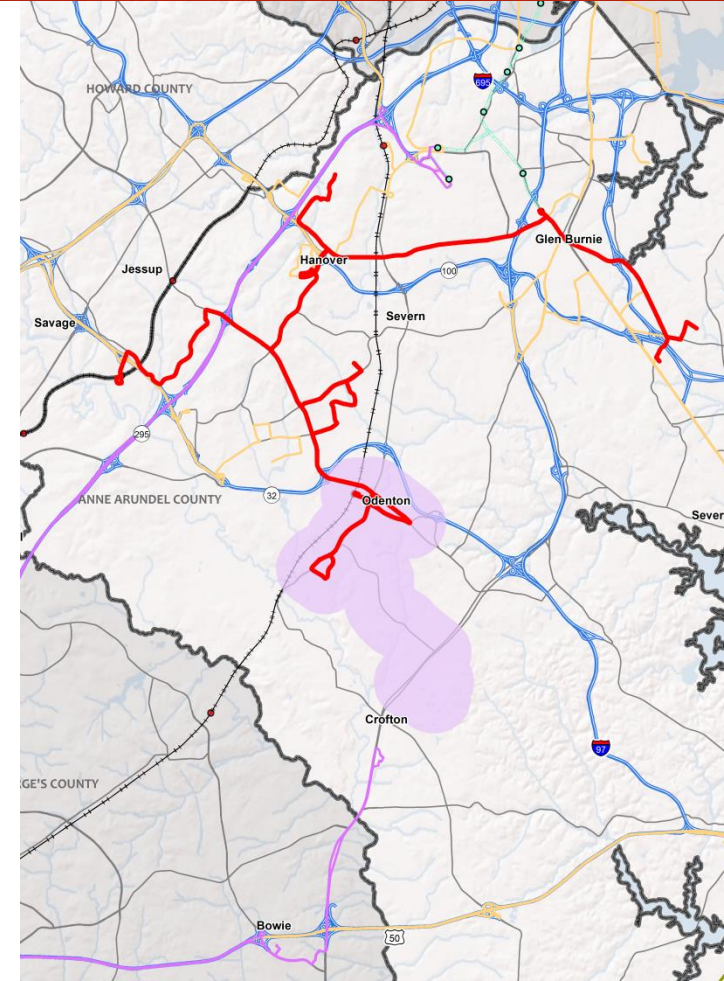 695
HOWARD COUNTY
Glen Burnie
Hanover
100
Jessup
Severn
Savage
295
ANNE ARUNDEL COUNTY
32
Odenton
Sever
Crofton
97
GE'S COUNTY
Bowie
50